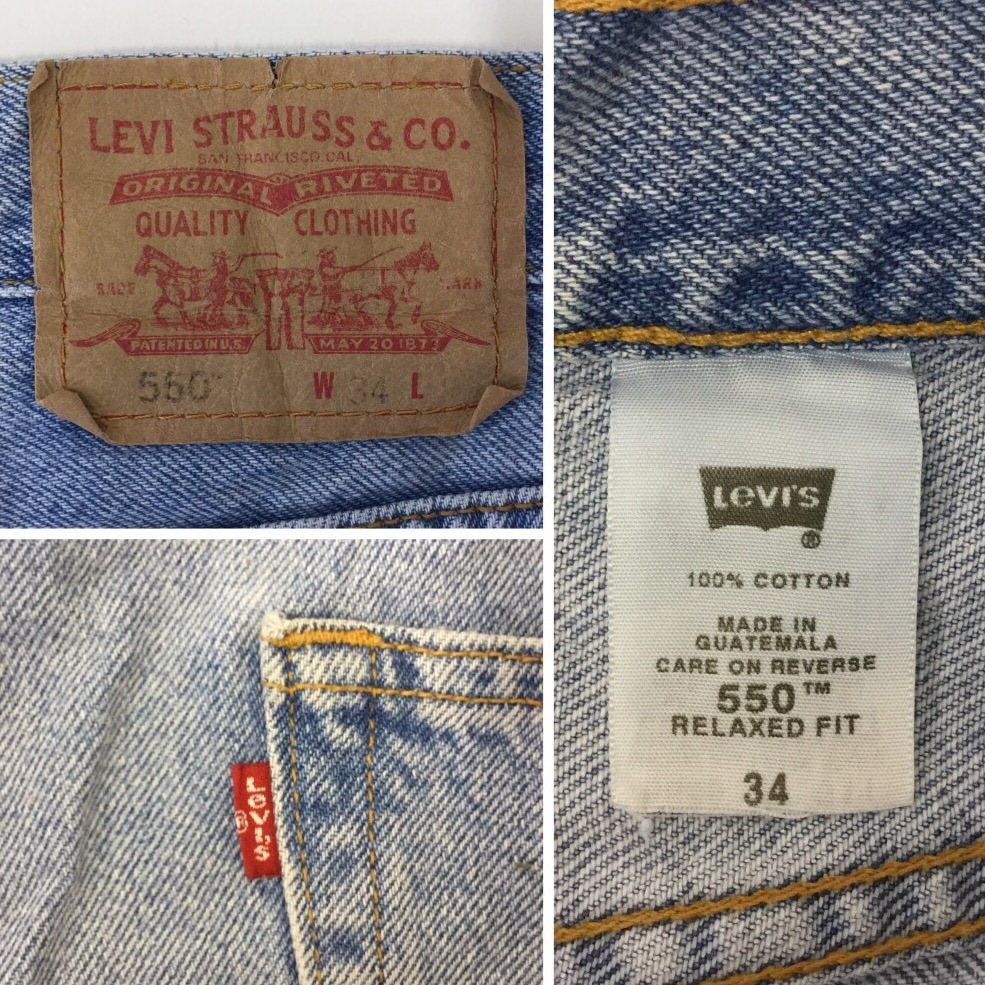 LEVI STRAUSS & CO.
SAN FRANCISCO. CAL.
ORIGINAL RIVETED
QUALITY CLOTHING
PATENTED IN U.S. MAY 20 1873
550™ W 34 L
LEVI'S
®
100% COTTON
MADE IN
GUATEMALA
CARE ON REVERSE
550™
RELAXED FIT
34
LEVI'S
®